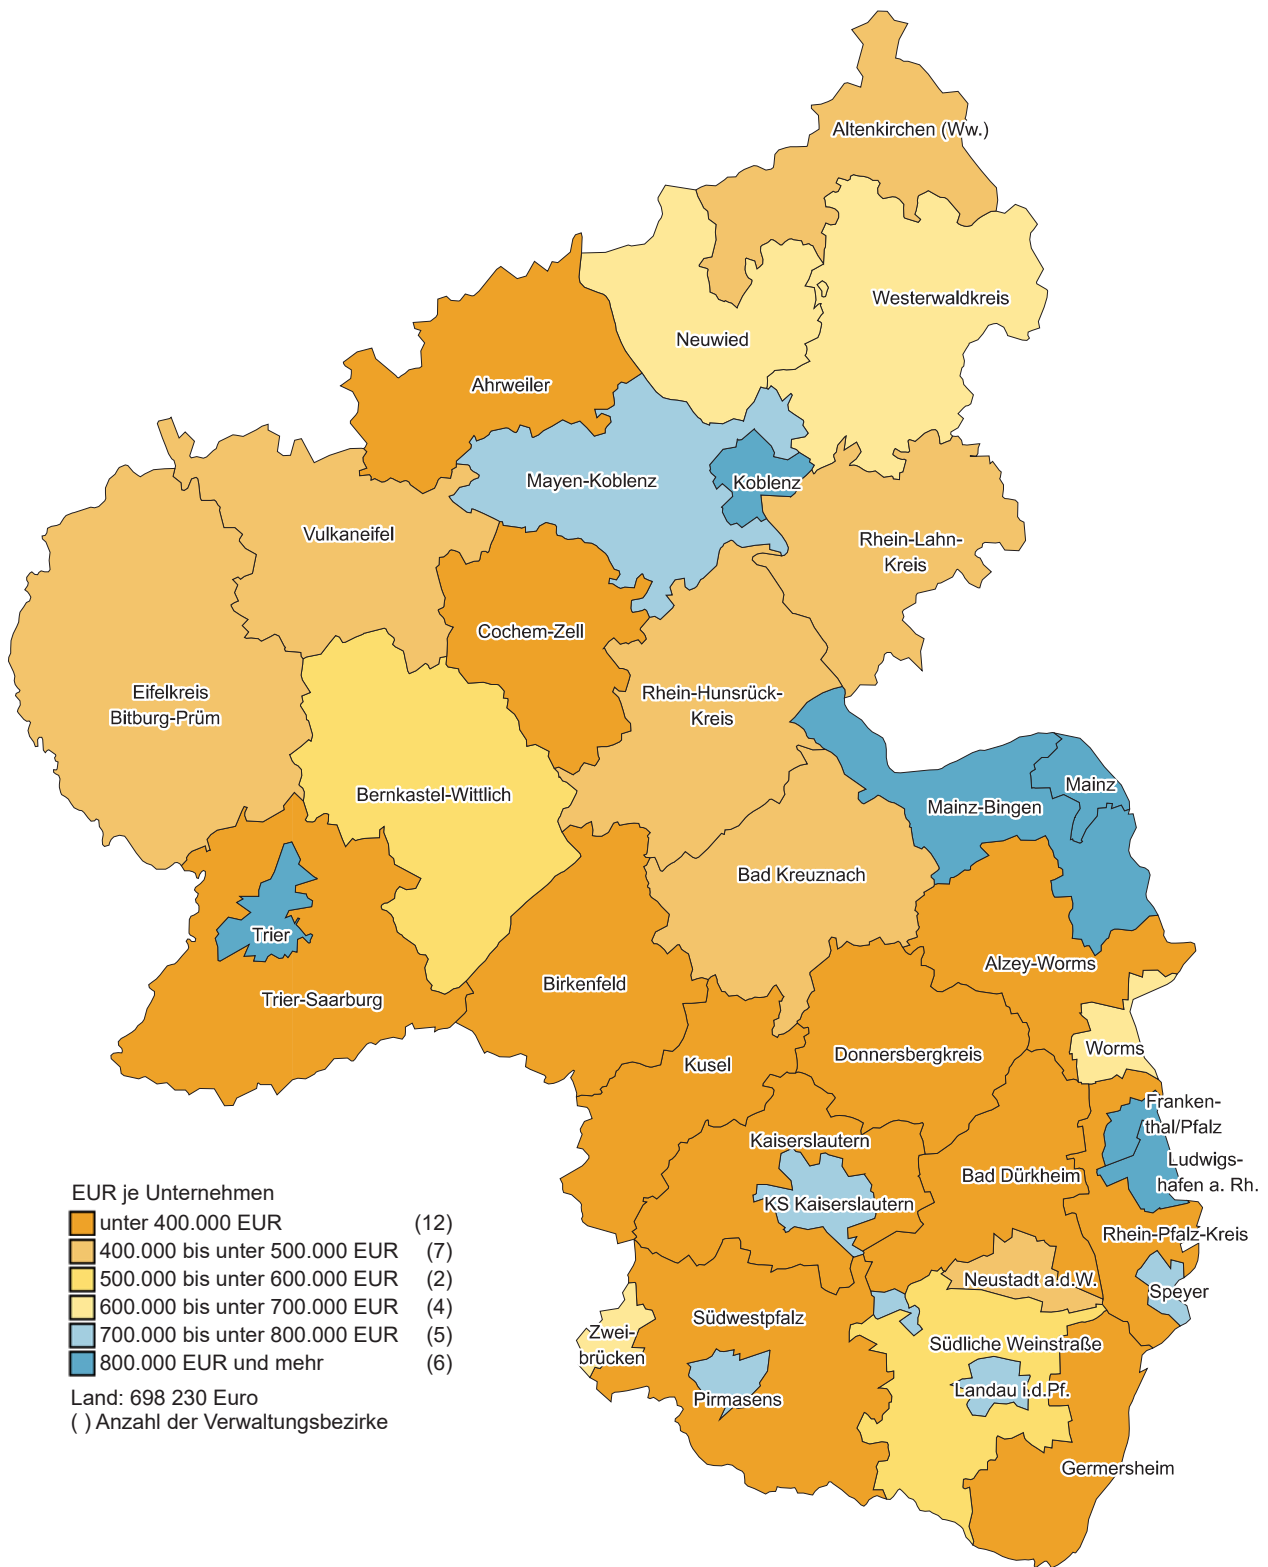 Altenkirchen (Ww.)
Westerwaldkreis
Neuwied
Ahrweiler
Mayen-Koblenz
Koblenz
Vulkaneifel
Rhein-Lahn-
Kreis
Cochem-Zell
Eifelkreis
Bitburg-Prüm
Rhein-Hunsrück-
Kreis
Bernkastel-Wittlich
Mainz
Mainz-Bingen
Bad Kreuznach
Trier
Trier-Saarburg
Birkenfeld
Alzey-Worms
Kusel
Donnersbergkreis
Worms
Franken-
thal/Pfalz
Kaiserslautern
Ludwigs-
hafen a. Rh.
Bad Dürkheim
KS Kaiserslautern
Rhein-Pfalz-Kreis
Neustadt a.d.W.
Speyer
Südwestpfalz
Zwei-
brücken
Südliche Weinstraße
Pirmasens
Landau i.d.Pf.
Germersheim
EUR je Unternehmen
unter 400.000 EUR (12)
400.000 bis unter 500.000 EUR (7)
500.000 bis unter 600.000 EUR (2)
600.000 bis unter 700.000 EUR (4)
700.000 bis unter 800.000 EUR (5)
800.000 EUR und mehr (6)
Land: 698 230 Euro
( ) Anzahl der Verwaltungsbezirke